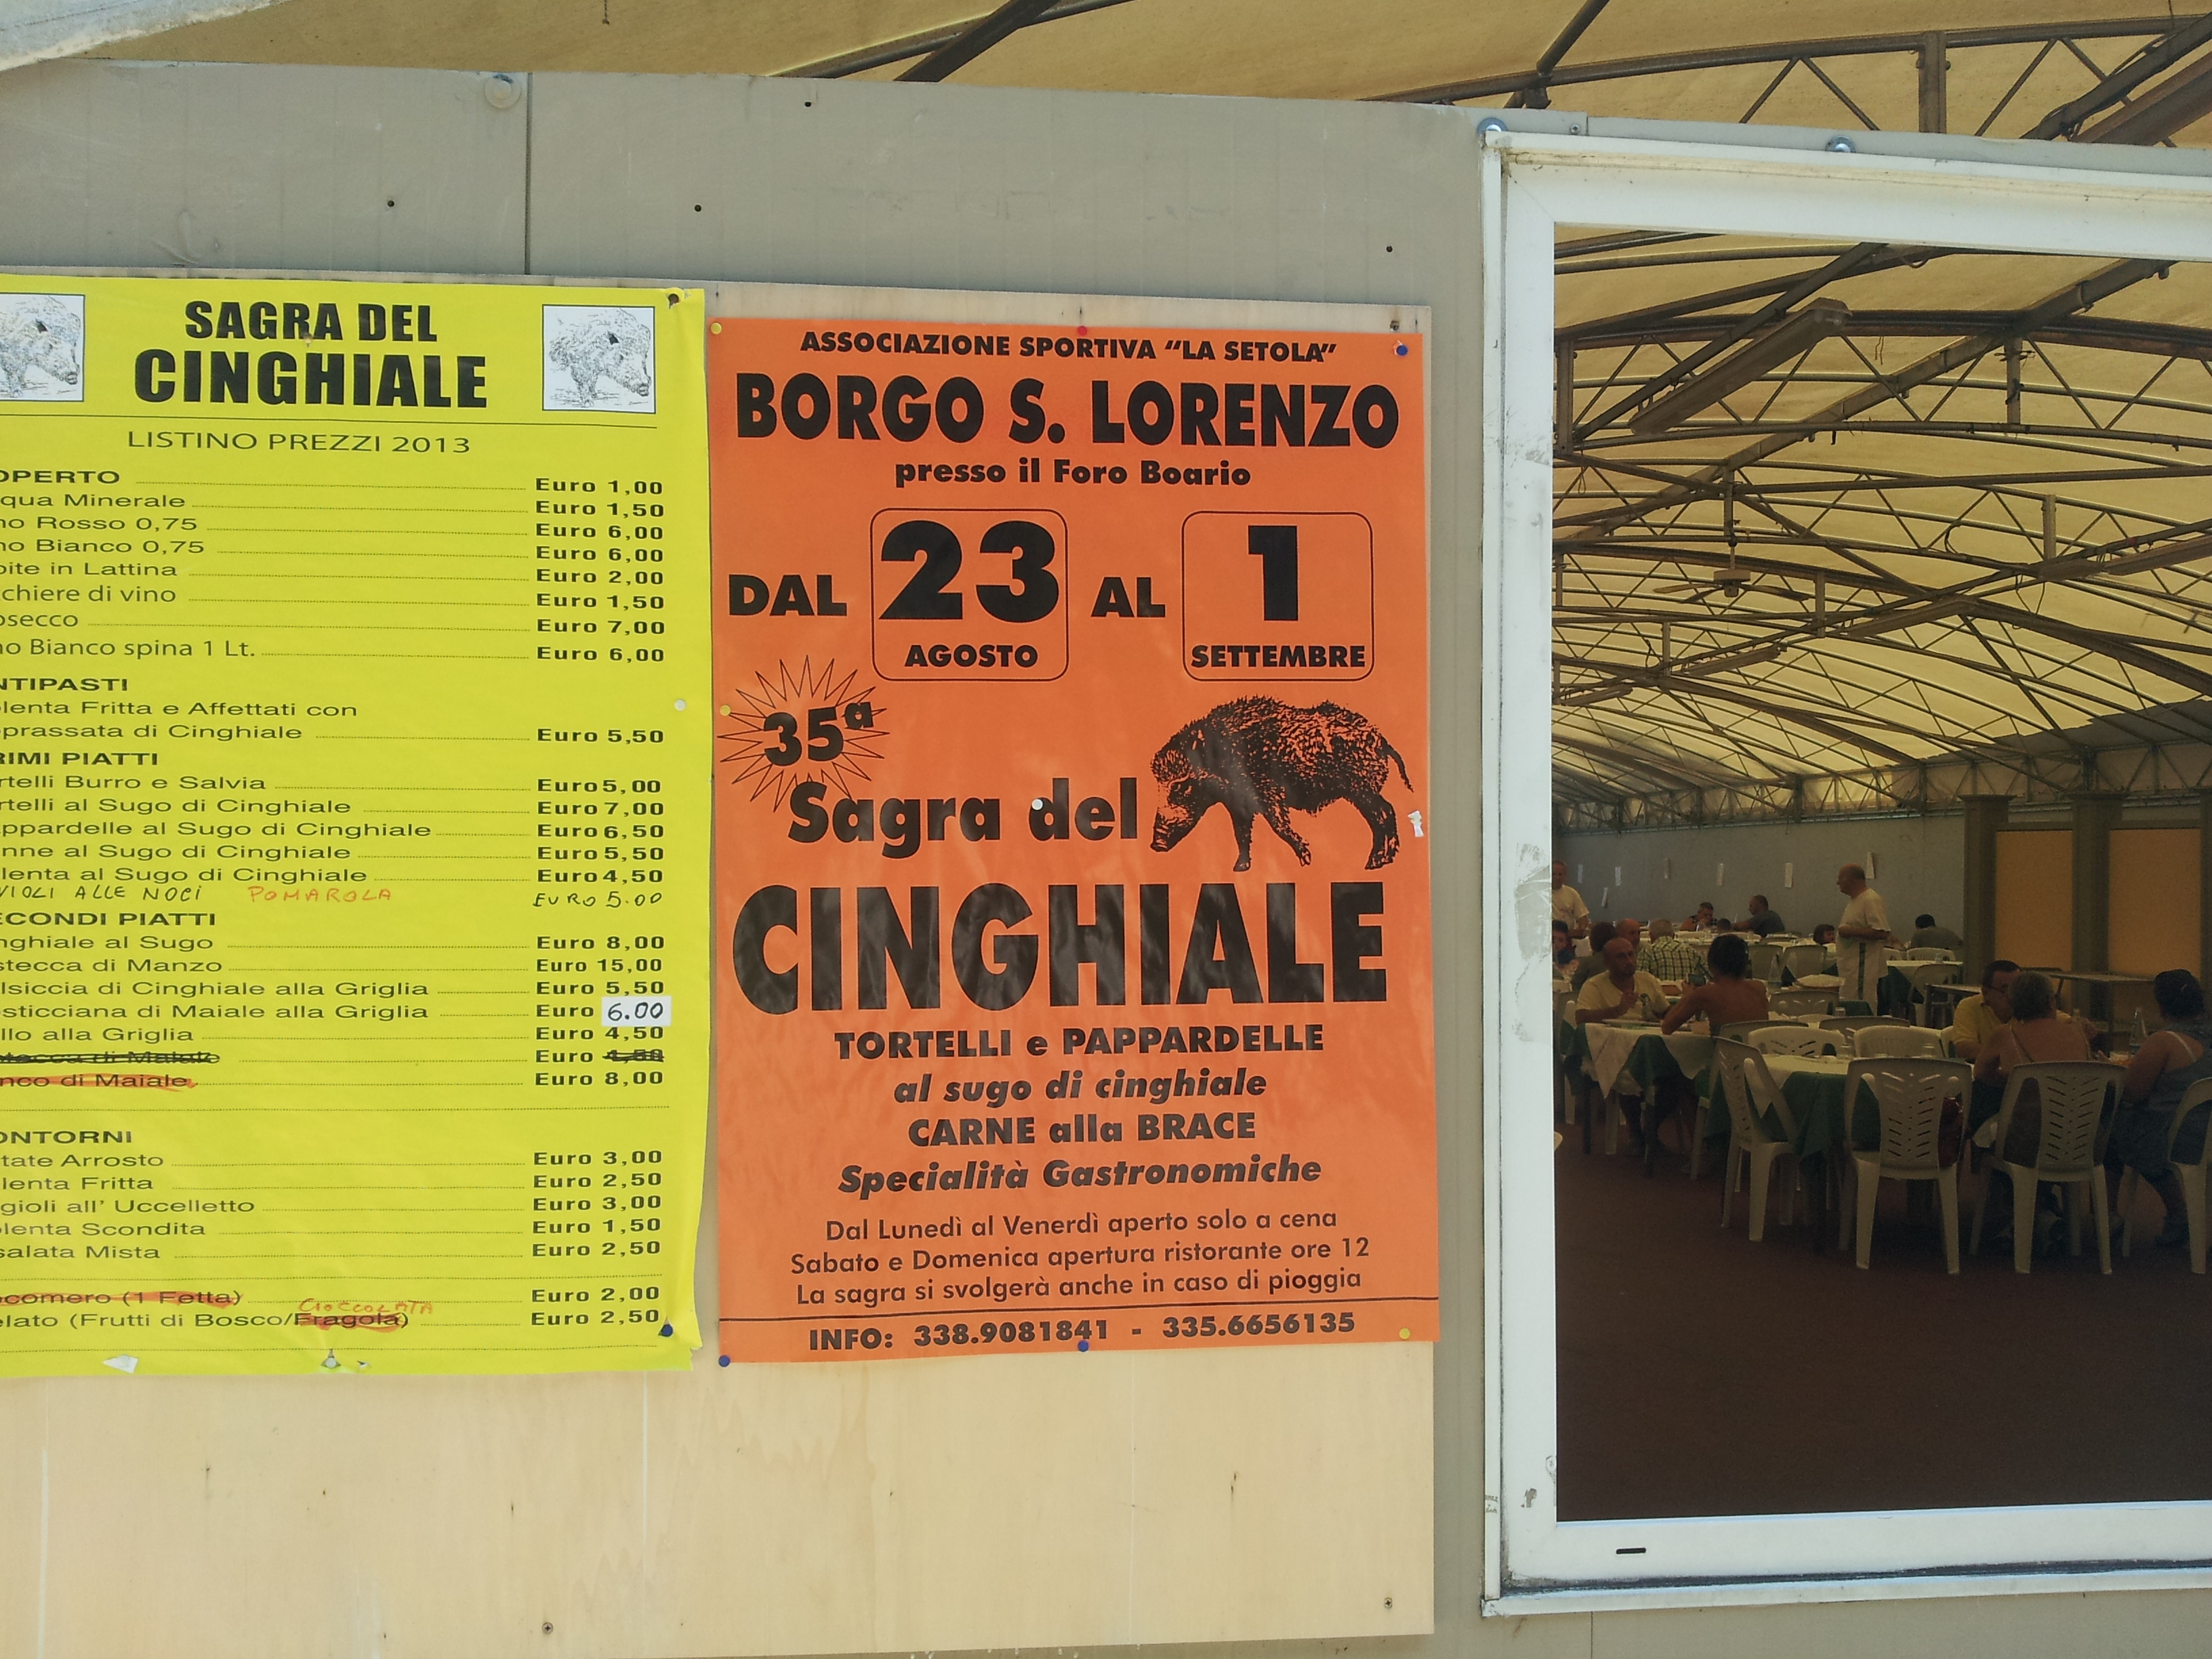 SAGRA DEL
CINGHIALE
LISTINO PREZZI 2013
OPERTO Euro 1,00
qua Minerale Euro 1,50
no Rosso 0,75 Euro 6,00
no Bianco 0,75 Euro 6,00
bite in Lattina Euro 2,00
chiere di vino Euro 1,50
osecco Euro 7,00
no Bianco spina 1 Lt. Euro 6,00
NTIPASTI
lenta Fritta e Affettati con
prassata di Cinghiale Euro 5,50
RIMI PIATTI
rtelli Burro e Salvia Euro 5,00
rtelli al Sugo di Cinghiale Euro 7,00
appardelle al Sugo di Cinghiale Euro 6,50
nne al Sugo di Cinghiale Euro 5,50
lenta al Sugo di Cinghiale Euro 4,50
VIOLI ALLE NOCI POMAROLA EURO 5.00
ECONDI PIATTI
nghiale al Sugo Euro 8,00
stecca di Manzo Euro 15,00
lsiccia di Cinghiale alla Griglia Euro 5,50
osticciana di Maiale alla Griglia Euro 6.00
llo alla Griglia Euro 4,50
di Maiale Euro
nco di Maiale Euro 8,00
ONTORNI
tate Arrosto Euro 3,00
lenta Fritta Euro 2,50
gioli all' Uccelletto Euro 3,00
olenta Scondita Euro 1,50
salata Mista Euro 2,50
ocomero (1 Fetta) Euro 2,00
CIOCCOLATA
elato (Frutti di Bosco/Fragola) Euro 2,50
ASSOCIAZIONE SPORTIVA "LA SETOLA"
BORGO S. LORENZO
presso il Foro Boario
DAL 23 AGOSTO AL 1 SETTEMBRE
35ª
Sagra del
CINGHIALE
TORTELLI e PAPPARDELLE
al sugo di cinghiale
CARNE alla BRACE
Specialità Gastronomiche
Dal Lunedì al Venerdì aperto solo a cena
Sabato e Domenica apertura ristorante ore 12
La sagra si svolgerà anche in caso di pioggia
INFO: 338.9081841 - 335.6656135